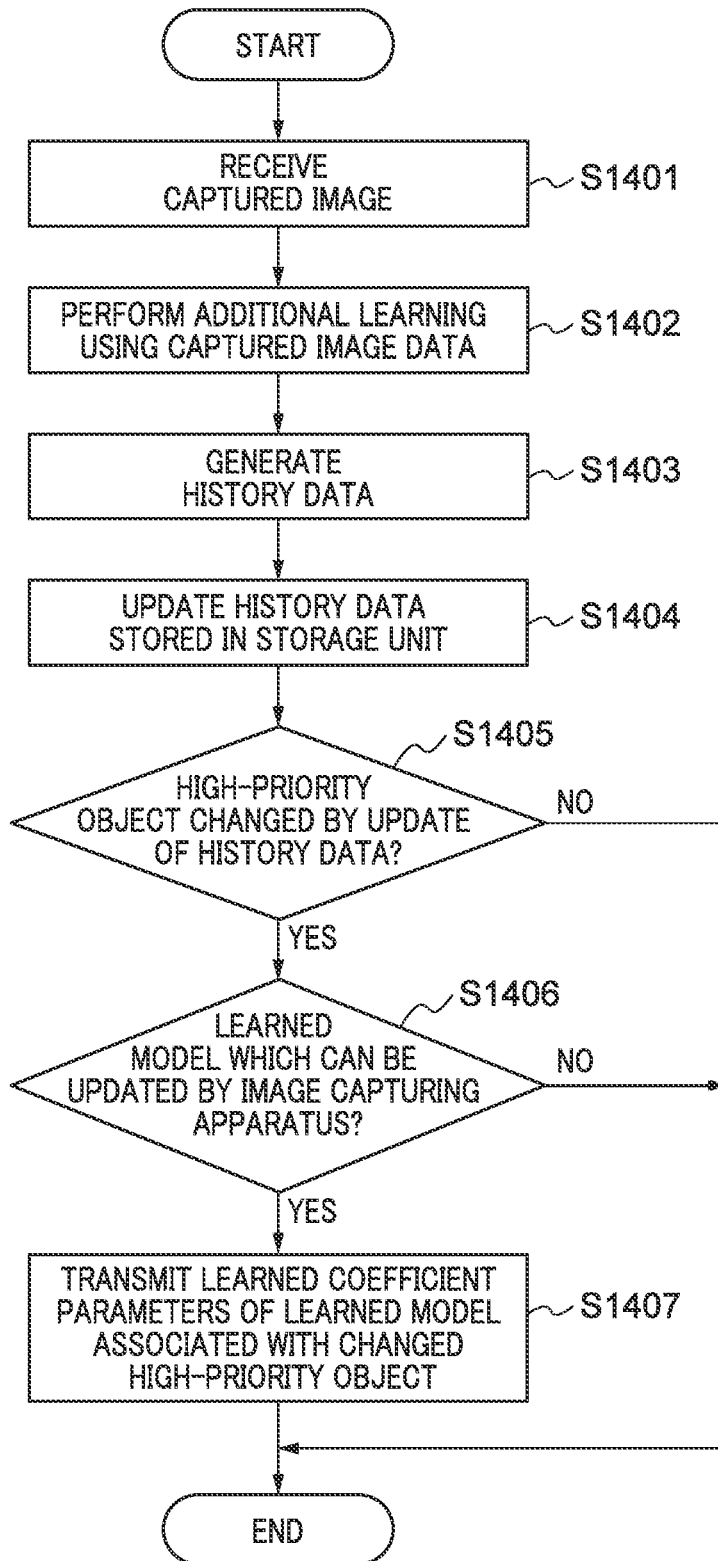 START
RECEIVE
CAPTURED IMAGE
S1401
PERFORM ADDITIONAL LEARNING
USING CAPTURED IMAGE DATA
S1402
GENERATE
HISTORY DATA
S1403
UPDATE HISTORY DATA
STORED IN STORAGE UNIT
S1404
S1405
HIGH-PRIORITY
OBJECT CHANGED BY UPDATE
OF HISTORY DATA?
NO
YES
S1406
LEARNED
MODEL WHICH CAN BE
UPDATED BY IMAGE CAPTURING
APPARATUS?
NO
YES
TRANSMIT LEARNED COEFFICIENT
PARAMETERS OF LEARNED MODEL
ASSOCIATED WITH CHANGED
HIGH-PRIORITY OBJECT
S1407
END